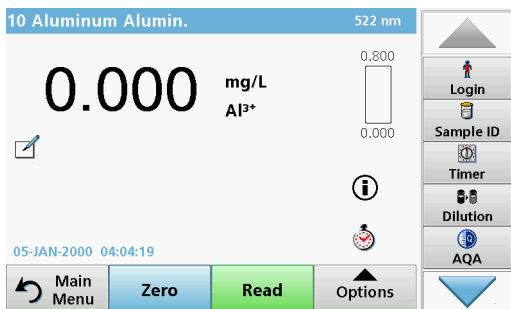 10 Aluminum Alumin.
522 nm
0.000
mg/L
Al³⁺
0.800
0.000
05-JAN-2000 04:04:19
Main
Menu
Zero
Read
Options
Login
Sample ID
Timer
Dilution
AQA